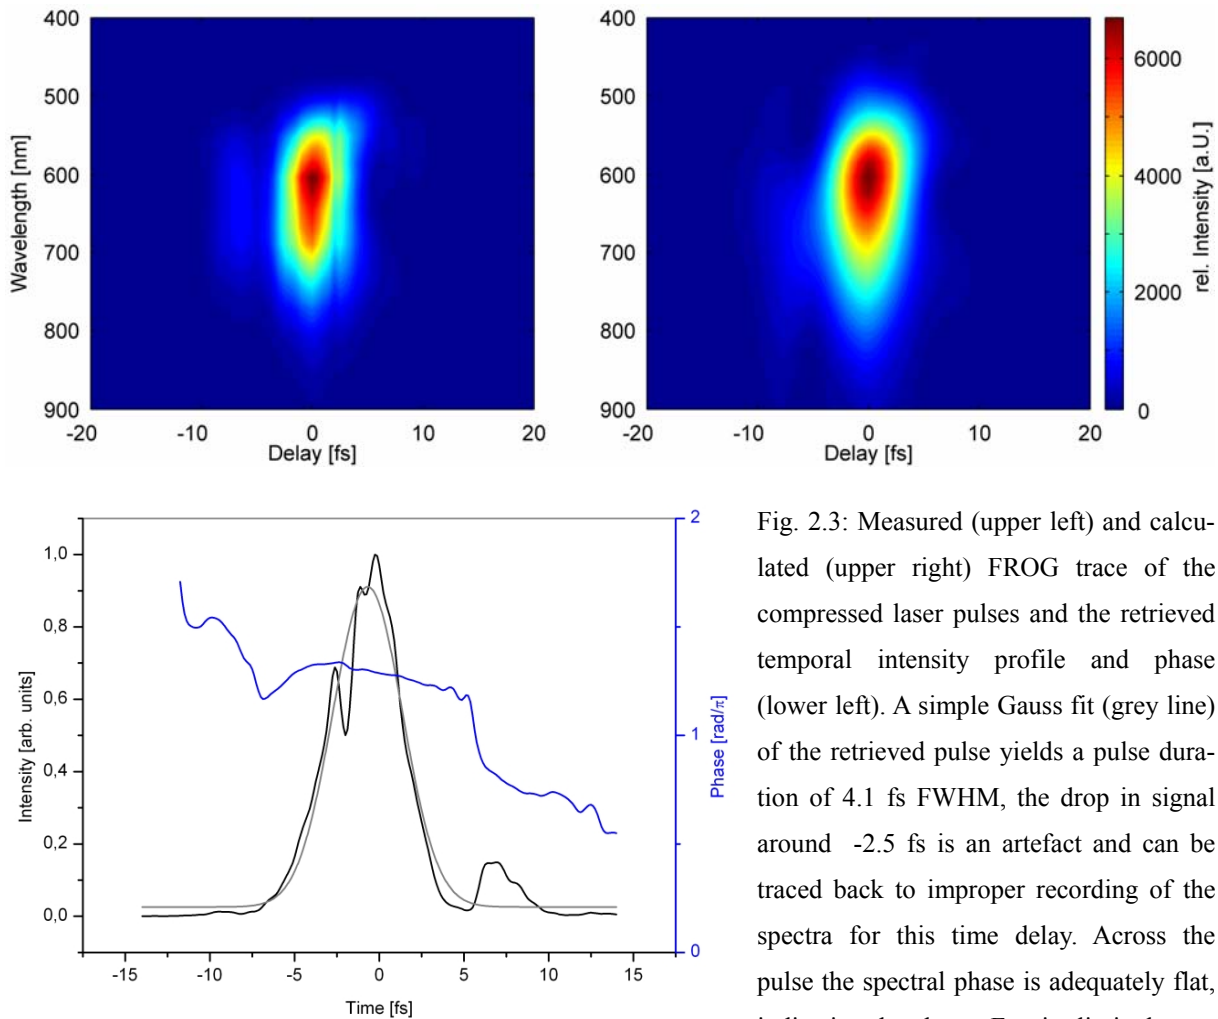 400
500
600
700
800
900
Wavelength [nm]
-20
-10
0
10
20
Delay [fs]
400
500
600
700
800
900
-20
-10
0
10
20
Delay [fs]
6000
4000
2000
0
rel. Intensity [a.U.]
1,0
0,8
0,6
0,4
0,2
0,0
Intensity [arb. units]
2
1
0
Phase [rad/π]
-15
-10
-5
0
5
10
15
Time [fs]
Fig. 2.3: Measured (upper left) and calcu-
lated (upper right) FROG trace of the
compressed laser pulses and the retrieved
temporal intensity profile and phase
(lower left). A simple Gauss fit (grey line)
of the retrieved pulse yields a pulse dura-
tion of 4.1 fs FWHM, the drop in signal
around -2.5 fs is an artefact and can be
traced back to improper recording of the
spectra for this time delay. Across the
pulse the spectral phase is adequately flat,